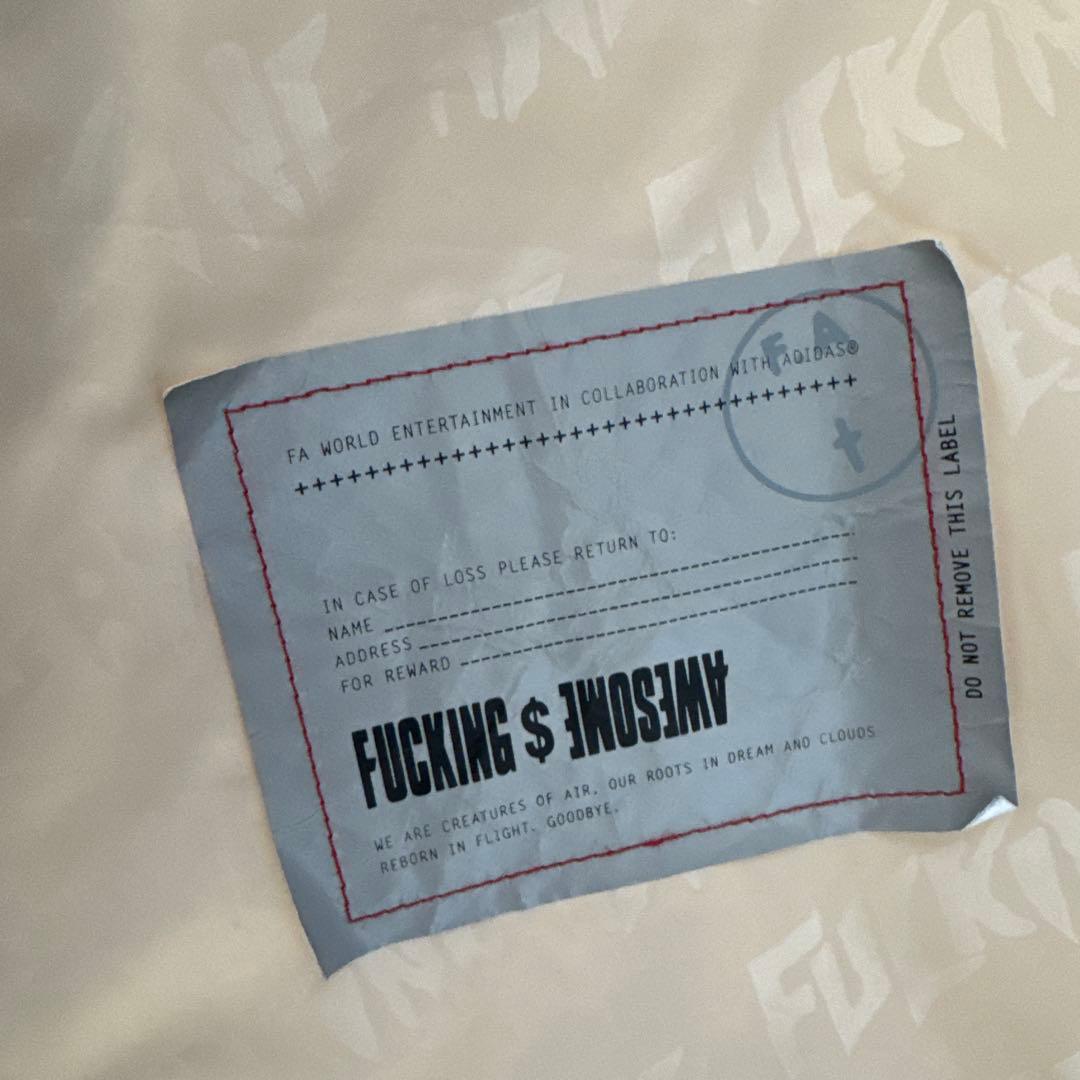 FUCKIN
FA
t
FA WORLD ENTERTAINMENT IN COLLABORATION WITH ADIDAS®
+++++++++++++++++++++++++++++++++
IN CASE OF LOSS PLEASE RETURN TO:
NAME
ADDRESS
FOR REWARD
FUCKING $ AWESOME
WE ARE CREATURES OF AIR, OUR ROOTS IN DREAM AND CLOUDS
REBORN IN FLIGHT. GOODBYE.
DO NOT REMOVE THIS LABEL
FUCKIN